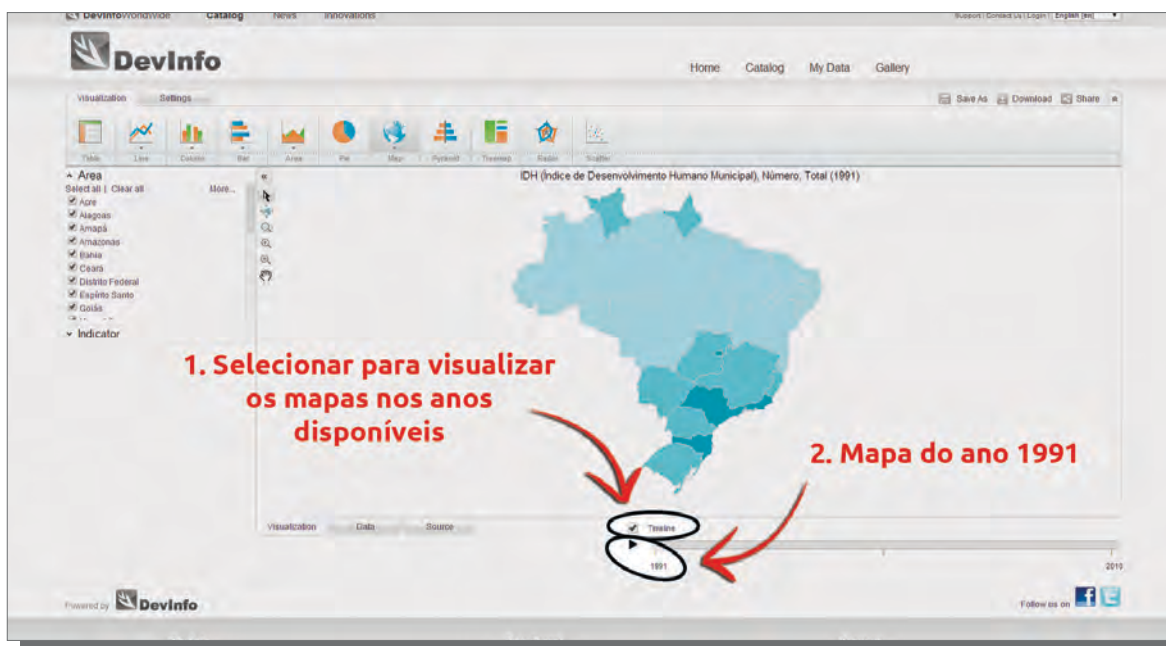 DevInfoWorldWide Catalog News Innovations Support | Contact Us | Login | English [en]
DevInfo
Home Catalog My Data Gallery
Visualization Settings Save As Download Share
Table Line Column Bar Area Pie Map Pyramid Treemap Radar Scatter
Area
Select all | Clear all More...
Acre
Alagoas
Amapá
Amazonas
Bahia
Ceará
Distrito Federal
Espírito Santo
Goiás
Indicator
IDH (Índice de Desenvolvimento Humano Municipal), Número, Total (1991)
1. Selecionar para visualizar
os mapas nos anos
disponíveis
2. Mapa do ano 1991
Visualization Data Source Timeline
1991 2010
Powered by DevInfo Follow us on